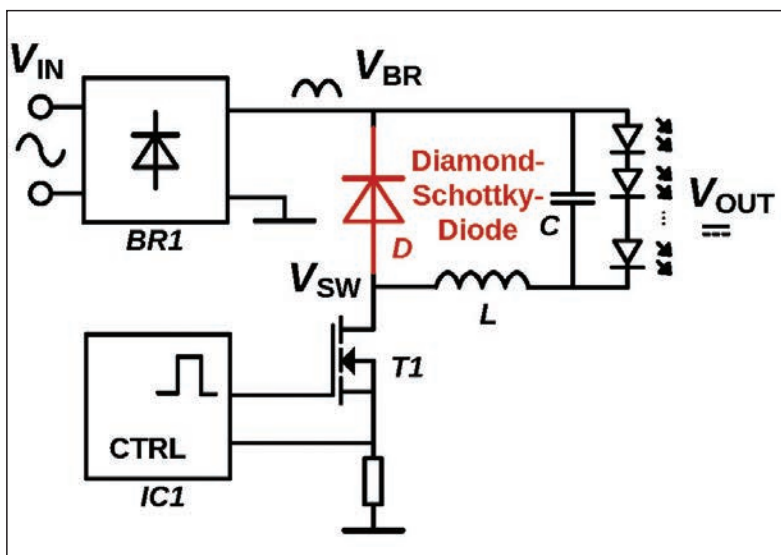 VIN
VBR
Diamond-
Schottky-
Diode
D
C
VOUT
BR1
VSW
L
T1
CTRL
IC1